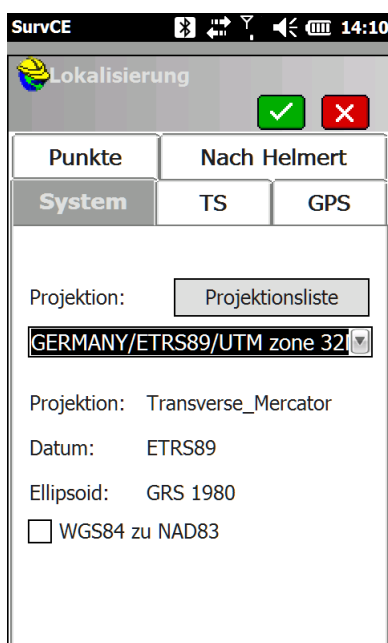 SurvCE 14:10
Lokalisierung
Punkte Nach Helmert
System TS GPS
Projektion: Projektionsliste
GERMANY/ETRS89/UTM zone 32
Projektion: Transverse_Mercator
Datum: ETRS89
Ellipsoid: GRS 1980
WGS84 zu NAD83